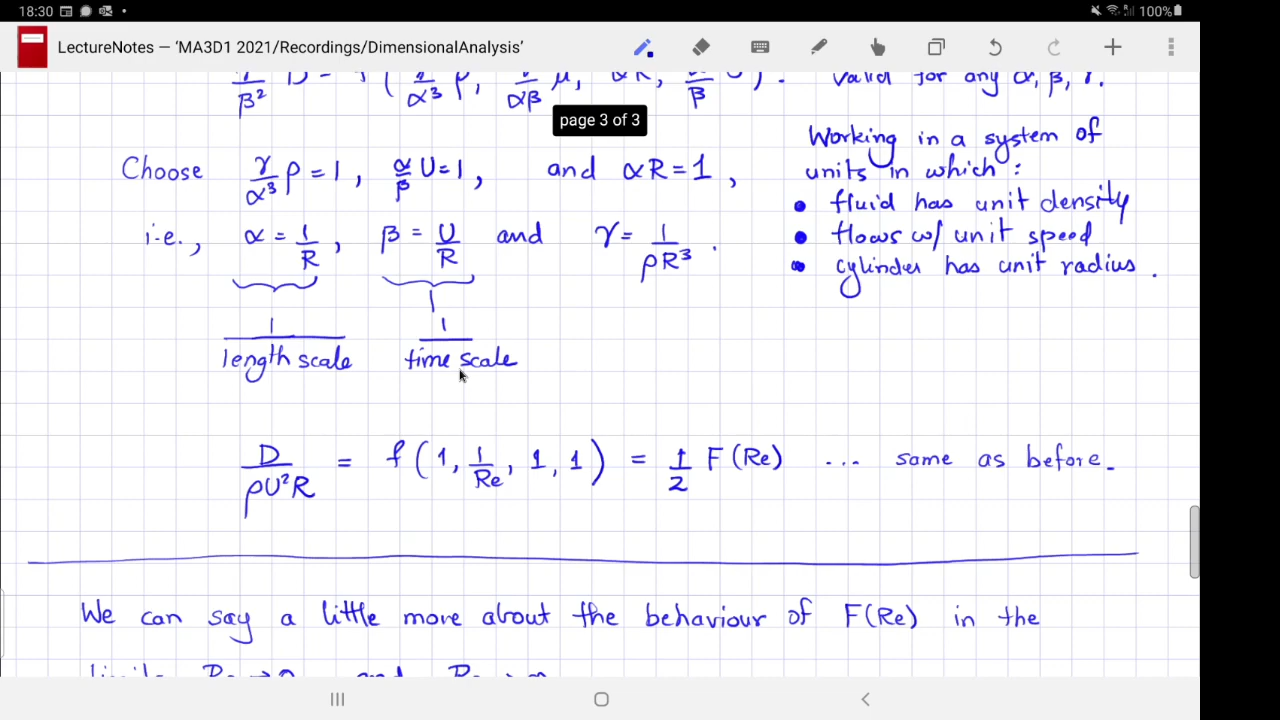 18:30
100%
LectureNotes — ‘MA3D1 2021/Recordings/DimensionalAnalysis’
valid for any α, β, γ.
page 3 of 3
Working in a system of
units in which:
• fluid has unit density
• flows w/ unit speed
• cylinder has unit radius.
Choose γ/α³ ρ = 1, α/β U = 1, and αR = 1,
i.e., α = 1/R, β = U/R and γ = 1/ρR³.
1/length scale 1/time scale
D/ρU²R = f(1, 1/Re, 1, 1) = 1/2 F(Re) ... same as before.
We can say a little more about the behaviour of F(Re) in the